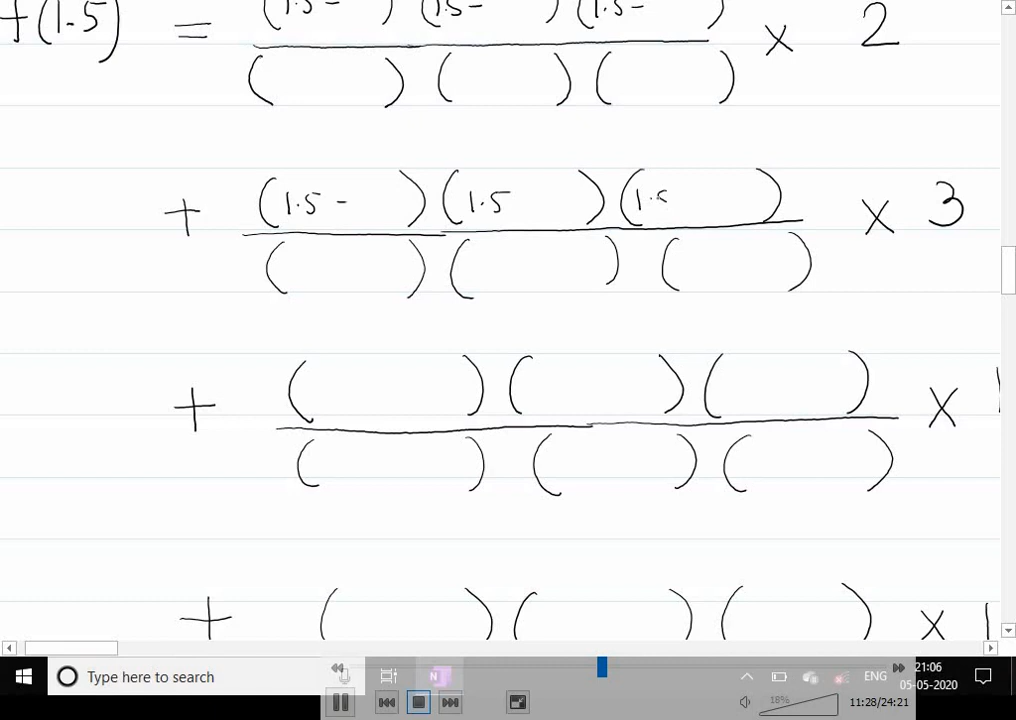 f(1.5) = (1.5- ) (1.5- ) (1.5- ) × 2
( ) ( ) ( )
+ (1.5 - ) (1.5 ) (1.5 ) × 3
( ) ( ) ( )
+ ( ) ( ) ( ) ×
( ) ( ) ( )
+ ( ) ( ) ( ) ×
Type here to search
N
ENG
21:06
05-05-2020
18%
11:28/24:21